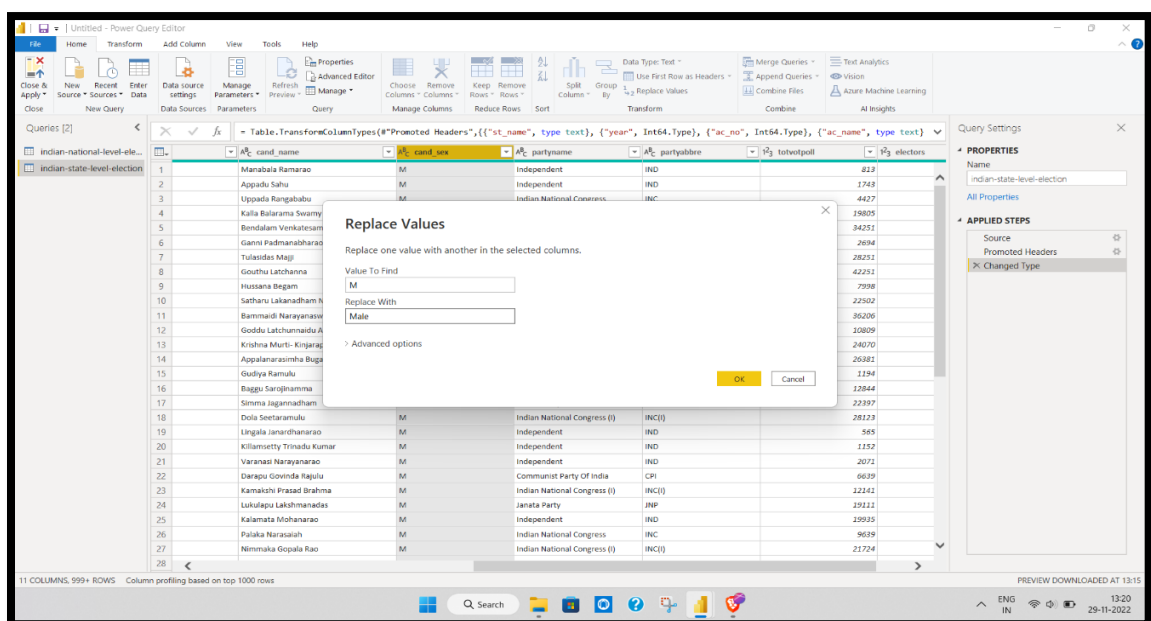 Untitled - Power Query Editor
File Home Transform Add Column View Tools Help
Close & Apply New Source Recent Sources Enter Data Data source settings Manage Parameters Refresh Preview Properties Advanced Editor Manage Choose Columns Remove Columns Keep Rows Remove Rows Split Column Group By Data Type: Text Use First Row as Headers Replace Values Merge Queries Append Queries Combine Files Text Analytics Vision Azure Machine Learning
Close New Query Data Sources Parameters Query Manage Columns Reduce Rows Sort Transform Combine AI Insights
Queries [2]
= Table.TransformColumnTypes(#"Promoted Headers",{{"st_name", type text}, {"year", Int64.Type}, {"ac_no", Int64.Type}, {"ac_name", type text}
indian-national-level-ele...
indian-state-level-election
cand_name cand_sex partyname partyabbre totvotpoll electors
1 Manabala Ramarao M Independent IND 813
2 Appadu Sahu M Independent IND 1743
3 Uppada Rangababu M Indian National Congress INC 4427
4 Kalla Balarama Swamy 19805
5 Bendalam Venkatesam 34251
6 Ganni Padmanabharao 2694
7 Tulasidas Majji 28251
8 Gouthu Latchanna 42251
9 Hussana Begam 7998
10 Satharu Lakanadham N 22502
11 Bammaidi Narayanasw 36206
12 Goddu Latchunnaidu A 10809
13 Krishna Murti- Kinjarap 24070
14 Appalanarasimha Buga 26381
15 Gudiya Ramulu 1194
16 Baggu Sarojinamma 12844
17 Simma Jagannadham 22397
18 Dola Seetaramulu M Indian National Congress (I) INC(I) 28123
19 Lingala Janardhanarao M Independent IND 565
20 Killamsetty Trinadu Kumar M Independent IND 1152
21 Varanasi Narayanarao M Independent IND 2071
22 Darapu Govinda Rajulu M Communist Party Of India CPI 6639
23 Kamakshi Prasad Brahma M Indian National Congress (I) INC(I) 12141
24 Lukulapu Lakshmanadas M Janata Party JNP 19111
25 Kalamata Mohanarao M Independent IND 19935
26 Palaka Narasaiah M Indian National Congress INC 9639
27 Nimmaka Gopala Rao M Indian National Congress (I) INC(I) 21724
28
Replace Values
Replace one value with another in the selected columns.
Value To Find
M
Replace With
Male
Advanced options
OK Cancel
Query Settings
PROPERTIES
Name
indian-state-level-election
All Properties
APPLIED STEPS
Source
Promoted Headers
Changed Type
11 COLUMNS, 999+ ROWS Column profiling based on top 1000 rows
PREVIEW DOWNLOADED AT 13:15
Search
ENG
IN
13:20
29-11-2022